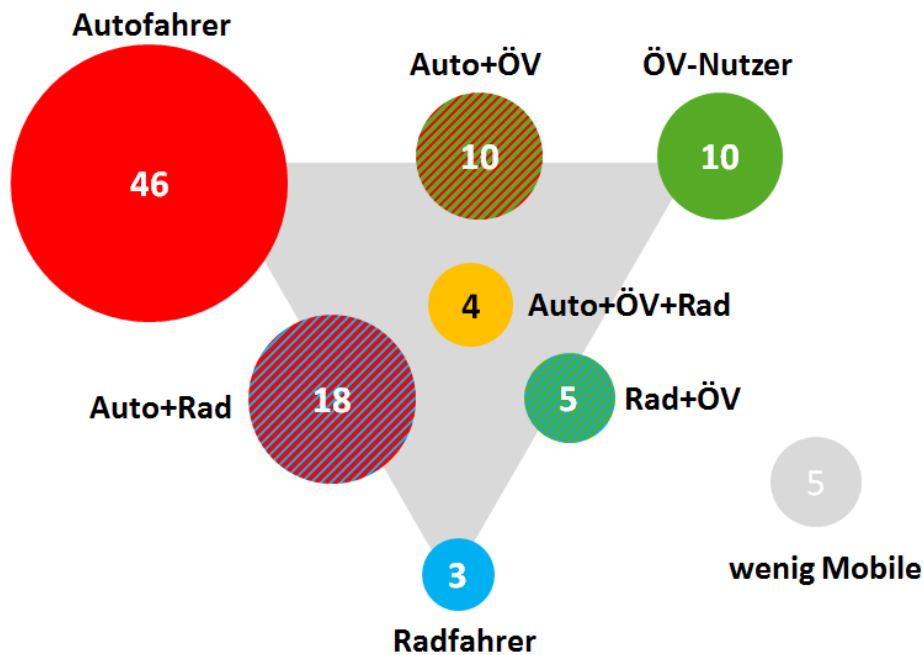 Autofahrer
Auto+ÖV
ÖV-Nutzer
46
10
10
4
Auto+ÖV+Rad
Auto+Rad
18
5
Rad+ÖV
5
wenig Mobile
3
Radfahrer